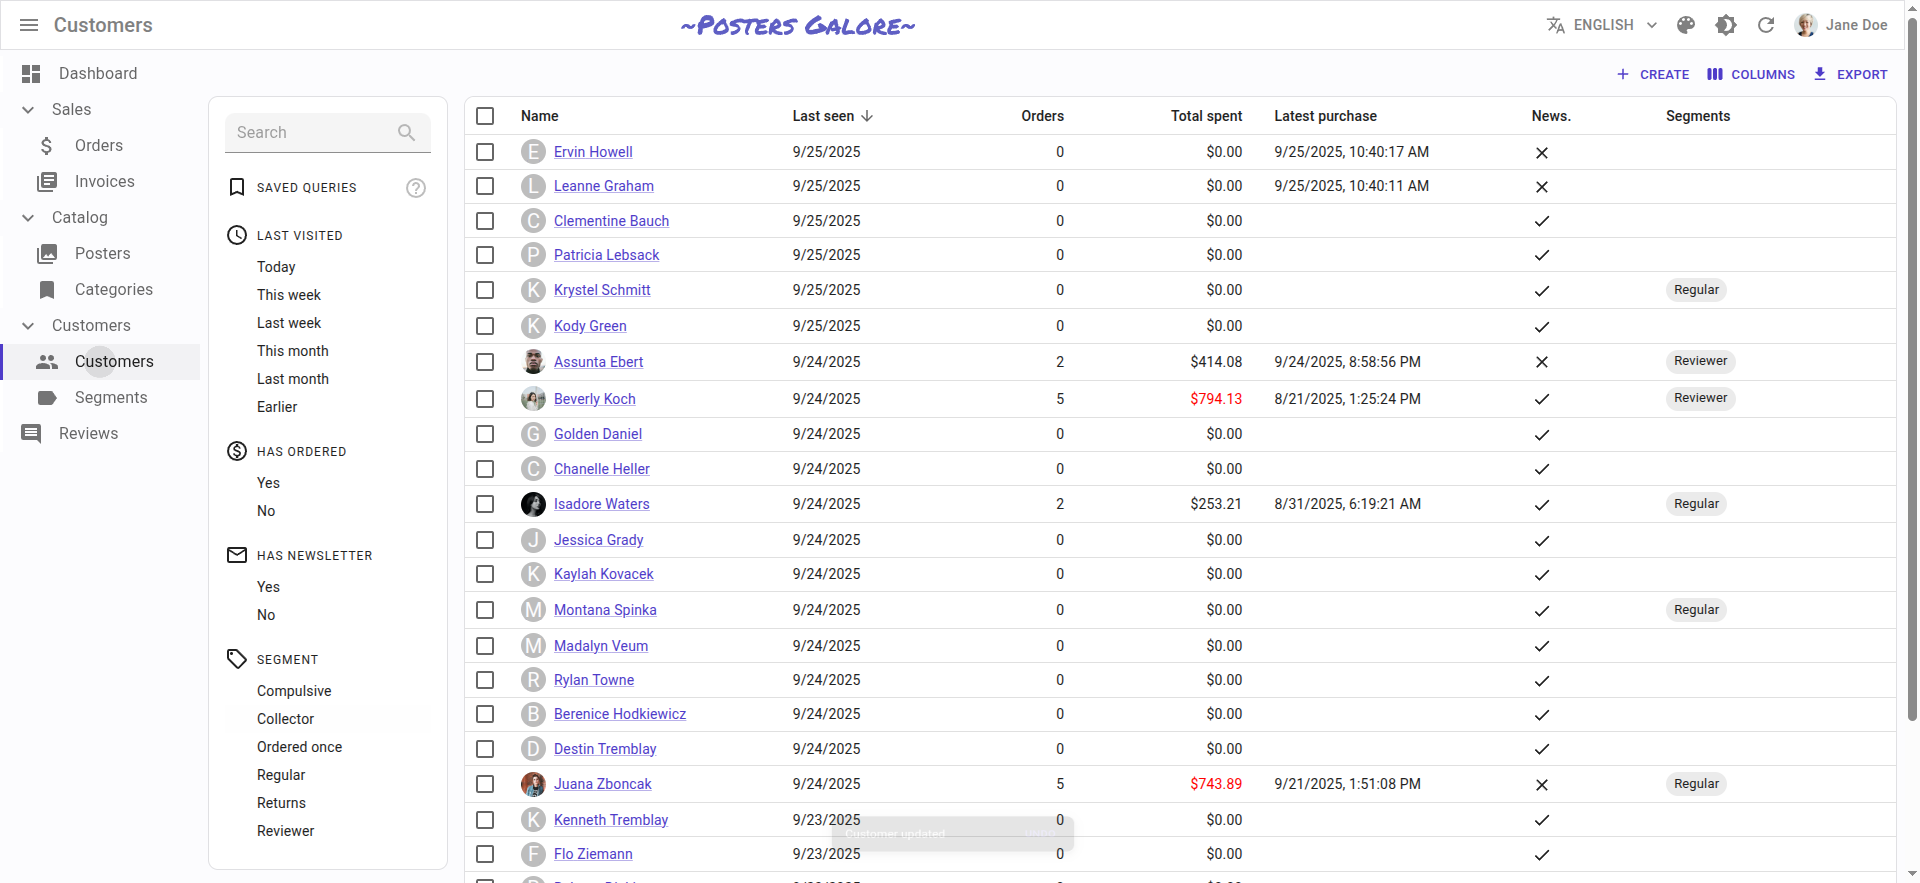 Customers
~Posters Galore~
ENGLISH
Jane Doe
Dashboard
Sales
Orders
Invoices
Catalog
Posters
Categories
Customers
Customers
Segments
Reviews
CREATE
COLUMNS
EXPORT
Search
SAVED QUERIES
?
LAST VISITED
Today
This week
Last week
This month
Last month
Earlier
HAS ORDERED
Yes
No
HAS NEWSLETTER
Yes
No
SEGMENT
Compulsive
Collector
Ordered once
Regular
Returns
Reviewer
Name Last seen Orders Total spent Latest purchase News. Segments
E Ervin Howell 9/25/2025 0 $0.00 9/25/2025, 10:40:17 AM
L Leanne Graham 9/25/2025 0 $0.00 9/25/2025, 10:40:11 AM
C Clementine Bauch 9/25/2025 0 $0.00
P Patricia Lebsack 9/25/2025 0 $0.00
K Krystel Schmitt 9/25/2025 0 $0.00 Regular
K Kody Green 9/25/2025 0 $0.00
Assunta Ebert 9/24/2025 2 $414.08 9/24/2025, 8:58:56 PM Reviewer
Beverly Koch 9/24/2025 5 $794.13 8/21/2025, 1:25:24 PM Reviewer
G Golden Daniel 9/24/2025 0 $0.00
C Chanelle Heller 9/24/2025 0 $0.00
Isadore Waters 9/24/2025 2 $253.21 8/31/2025, 6:19:21 AM Regular
J Jessica Grady 9/24/2025 0 $0.00
K Kaylah Kovacek 9/24/2025 0 $0.00
M Montana Spinka 9/24/2025 0 $0.00 Regular
M Madalyn Veum 9/24/2025 0 $0.00
R Rylan Towne 9/24/2025 0 $0.00
B Berenice Hodkiewicz 9/24/2025 0 $0.00
D Destin Tremblay 9/24/2025 0 $0.00
Juana Zboncak 9/24/2025 5 $743.89 9/21/2025, 1:51:08 PM Regular
K Kenneth Tremblay 9/23/2025 0 $0.00
Customer updated
F Flo Ziemann 9/23/2025 0 $0.00